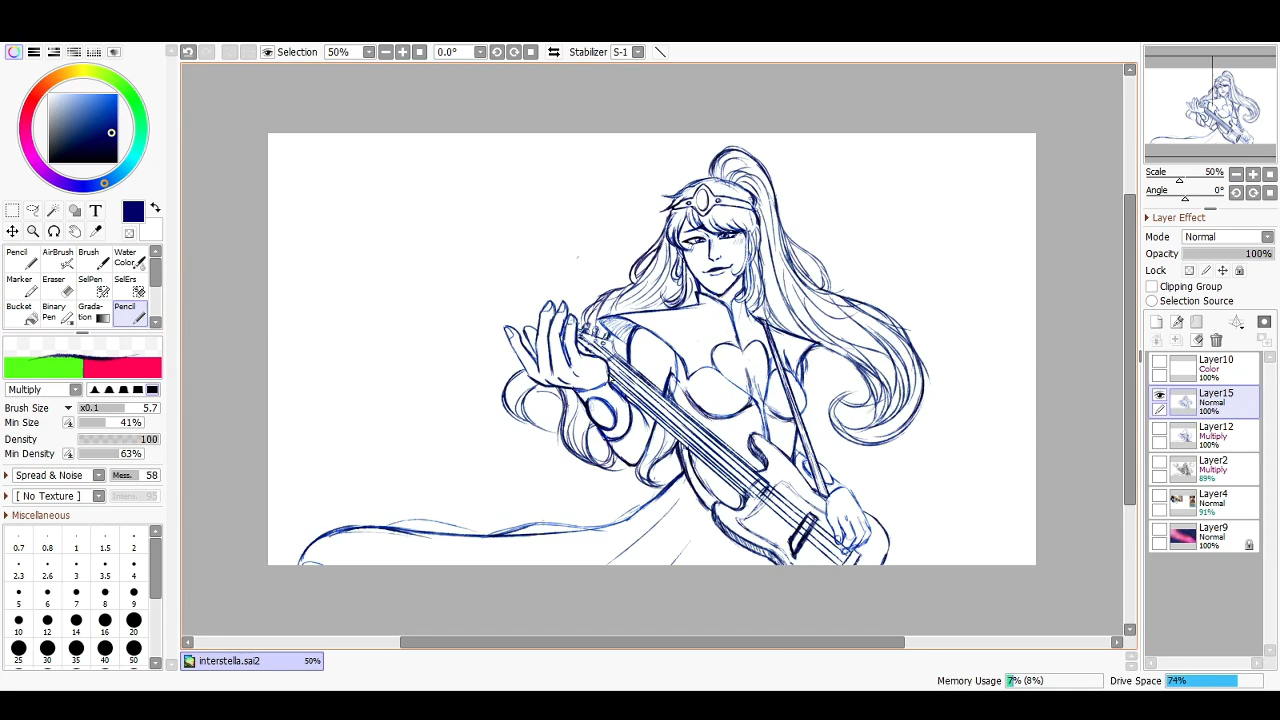 Selection 50% 0.0° Stabilizer S-1
T
Pencil AirBrush Brush Water Color
Marker Eraser SelPen SelErs
Bucket Binary Pen Grada-tion Pencil
Multiply
Brush Size x0.1 5.7
Min Size 41%
Density 100
Min Density 63%
Spread & Noise Mess. 58
[ No Texture ] Intens. 95
Miscellaneous
0.7 0.8 1 1.5 2
2.3 2.6 3 3.5 4
5 6 7 8 9
10 12 14 16 20
25 30 35 40 50
interstella.sai2 50%
Scale 50%
Angle 0°
Layer Effect
Mode Normal
Opacity 100%
Lock
Clipping Group
Selection Source
Layer10
Color
100%
Layer15
Normal
100%
Layer12
Multiply
100%
Layer2
Multiply
89%
Layer4
Normal
91%
Layer9
Normal
100%
Memory Usage 7% (8%) Drive Space 74%